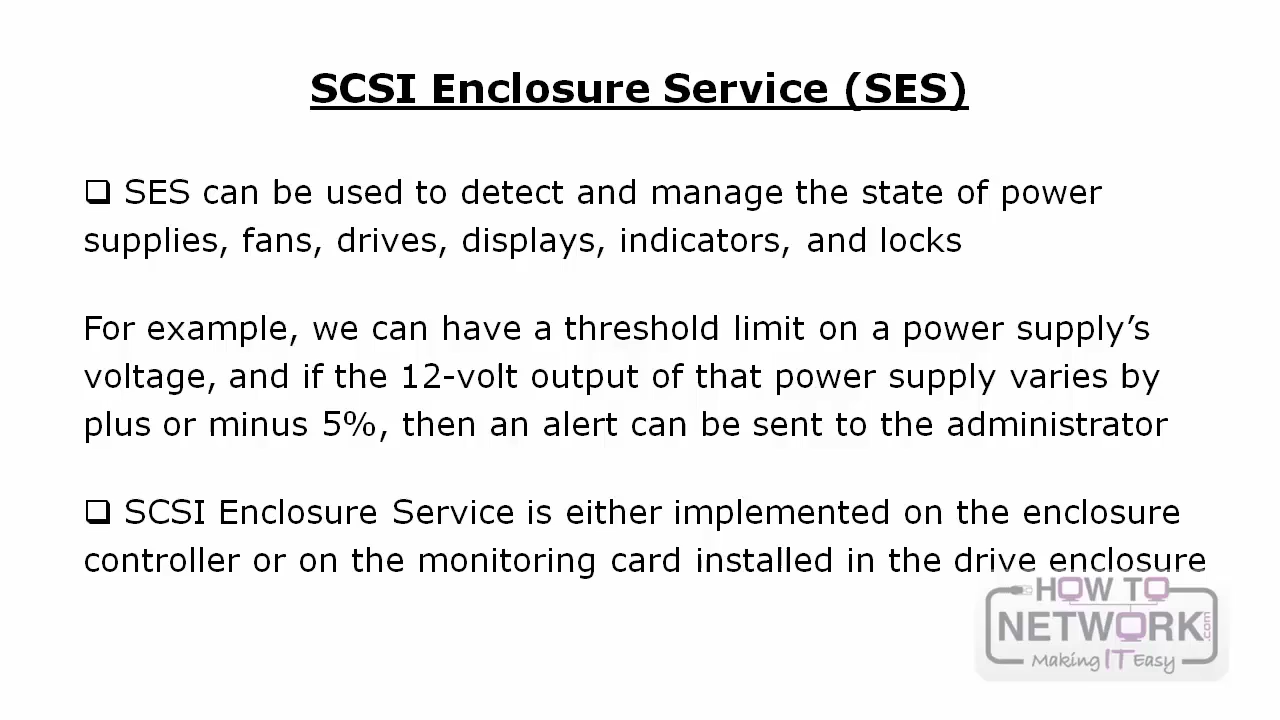 SCSI Enclosure Service (SES)
❑ SES can be used to detect and manage the state of power
supplies, fans, drives, displays, indicators, and locks
For example, we can have a threshold limit on a power supply’s
voltage, and if the 12-volt output of that power supply varies by
plus or minus 5%, then an alert can be sent to the administrator
❑ SCSI Enclosure Service is either implemented on the enclosure
controller or on the monitoring card installed in the drive enclosure
HOW TO
NETWORK.com
Making IT Easy